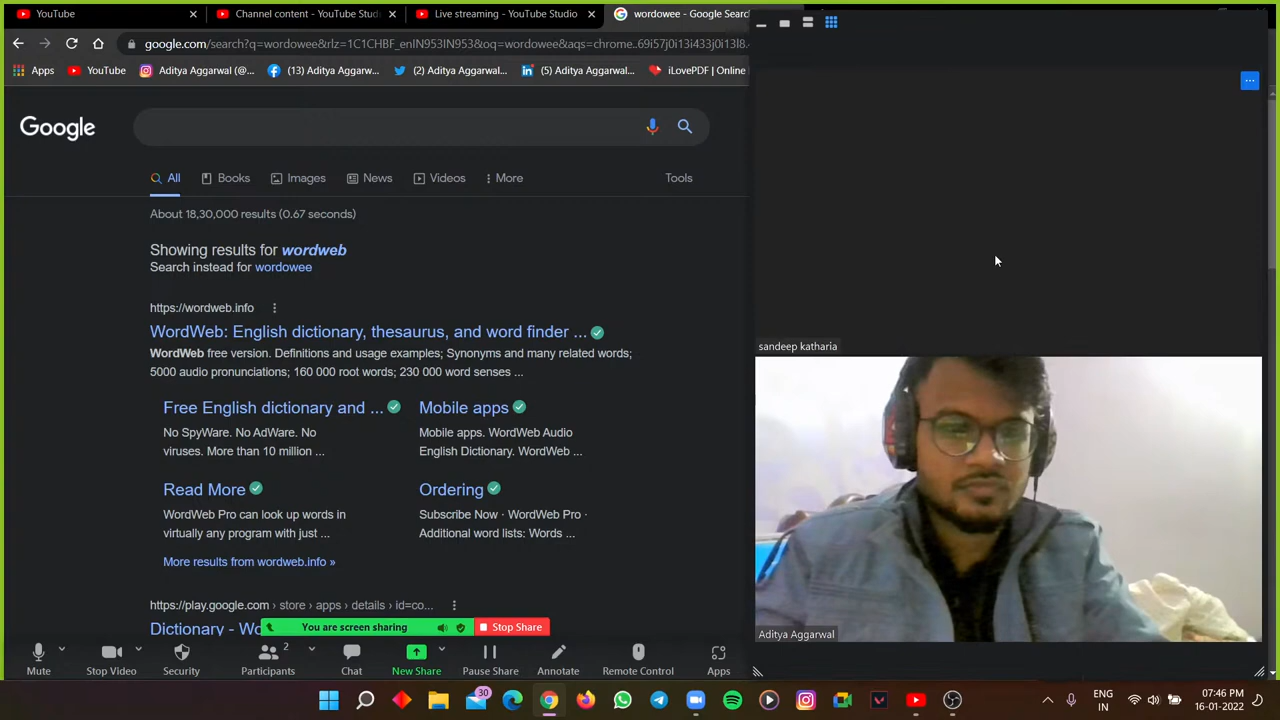 YouTube
Channel content - YouTube Studi
Live streaming - YouTube Studio
wordowee - Google Search
google.com/search?q=wordowee&rlz=1C1CHBF_enIN953IN953&oq=wordowee&aqs=chrome..69i57j0i13i433j0i13l8.
Apps
YouTube
Aditya Aggarwal (@...
(13) Aditya Aggarw...
(2) Aditya Aggarwal...
(5) Aditya Aggarwal...
iLovePDF | Online
Google
All
Books
Images
News
Videos
More
Tools
About 18,30,000 results (0.67 seconds)
Showing results for wordweb
Search instead for wordowee
https://wordweb.info
WordWeb: English dictionary, thesaurus, and word finder ...
WordWeb free version. Definitions and usage examples; Synonyms and many related words;
5000 audio pronunciations; 160 000 root words; 230 000 word senses ...
Free English dictionary and ...
No SpyWare. No AdWare. No
viruses. More than 10 million ...
Mobile apps
Mobile apps. WordWeb Audio
English Dictionary. WordWeb ...
Read More
WordWeb Pro can look up words in
virtually any program with just ...
Ordering
Subscribe Now · WordWeb Pro ·
Additional word lists: Words ...
More results from wordweb.info »
https://play.google.com › store › apps › details › id=co...
Dictionary - Wo
You are screen sharing
Stop Share
Mute
Stop Video
Security
2
Participants
Chat
New Share
Pause Share
Annotate
Remote Control
Apps
sandeep katharia
Aditya Aggarwal
30
ENG
IN
07:46 PM
16-01-2022